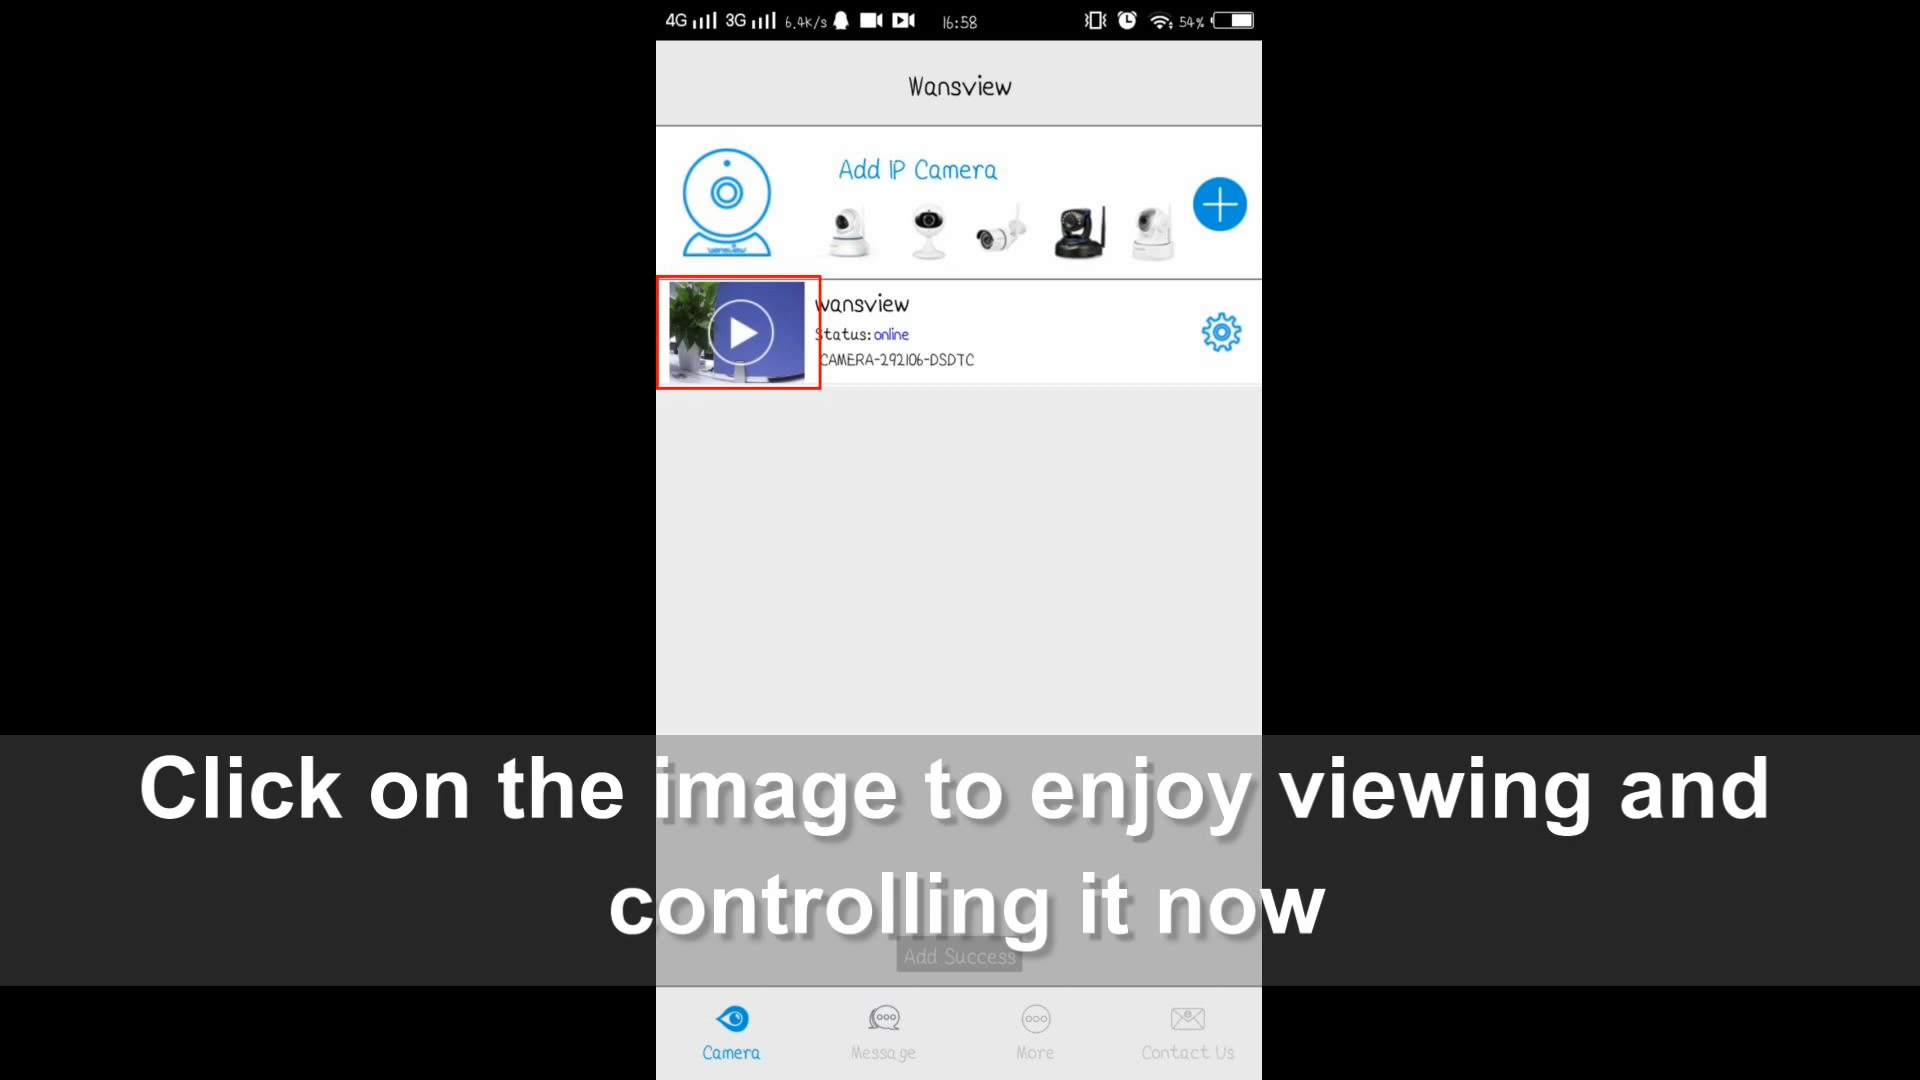 4G 3G 6.4K/s 16:58 54%
Wansview
Add IP Camera
wansview
wansview
Status: online
CAMERA-292106-DSDTC
Click on the image to enjoy viewing and
controlling it now
Add Success
Camera Message More Contact Us